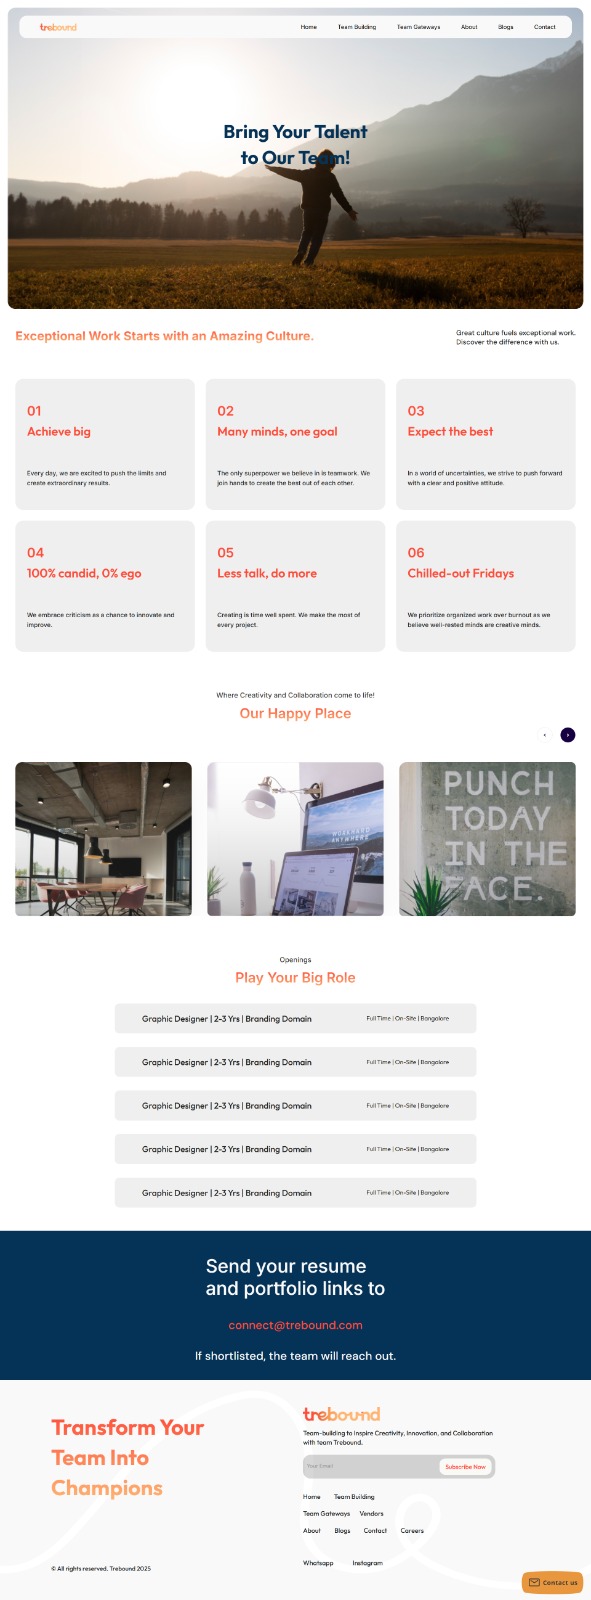 trebound
Home Team Building Team Gateways About Blogs Contact
Bring Your Talent
to Our Team!
Exceptional Work Starts with an Amazing Culture.
Great culture fuels exceptional work.
Discover the difference with us.
01
Achieve big
Every day, we are excited to push the limits and
create extraordinary results.
02
Many minds, one goal
The only superpower we believe in is teamwork. We
join hands to create the best out of each other.
03
Expect the best
In a world of uncertainties, we strive to push forward
with a clear and positive attitude.
04
100% candid, 0% ego
We embrace criticism as a chance to innovate and
improve.
05
Less talk, do more
Creating is time well spent. We make the most of
every project.
06
Chilled-out Fridays
We prioritize organized work over burnout as we
believe well-rested minds are creative minds.
Where Creativity and Collaboration come to life!
Our Happy Place
WORKHARD
ANYWHERE
PUNCH
TODAY
IN THE
FACE.
Openings
Play Your Big Role
Graphic Designer | 2-3 Yrs | Branding Domain Full Time | On-Site | Bangalore
Graphic Designer | 2-3 Yrs | Branding Domain Full Time | On-Site | Bangalore
Graphic Designer | 2-3 Yrs | Branding Domain Full Time | On-Site | Bangalore
Graphic Designer | 2-3 Yrs | Branding Domain Full Time | On-Site | Bangalore
Graphic Designer | 2-3 Yrs | Branding Domain Full Time | On-Site | Bangalore
Send your resume
and portfolio links to
connect@trebound.com
If shortlisted, the team will reach out.
Transform Your
Team Into
Champions
© All rights reserved. Trebound 2025
trebound
Team-building to Inspire Creativity, Innovation, and Collaboration
with team Trebound.
Your Email Subscribe Now
Home Team Building
Team Gateways Vendors
About Blogs Contact Careers
Whatsapp Instagram
Contact us